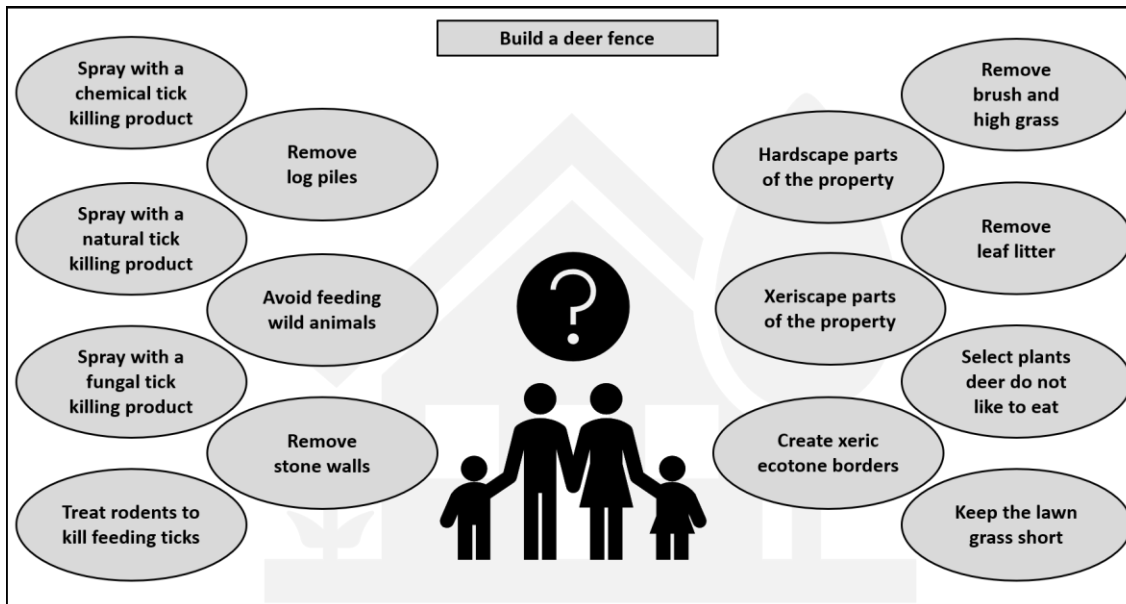 Build a deer fence
Spray with a
chemical tick
killing product
Remove
log piles
Spray with a
natural tick
killing product
Avoid feeding
wild animals
Spray with a
fungal tick
killing product
Remove
stone walls
Treat rodents to
kill feeding ticks
Remove
brush and
high grass
Hardscape parts
of the property
Remove
leaf litter
Xeriscape parts
of the property
Select plants
deer do not
like to eat
Create xeric
ecotone borders
Keep the lawn
grass short
?